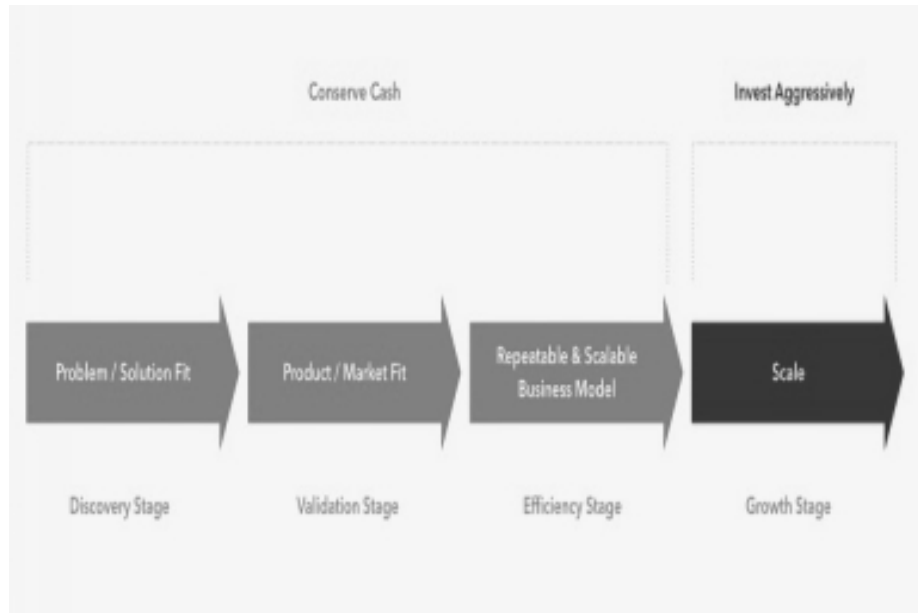 Conserve Cash
Invest Aggressively
Problem / Solution Fit
Product / Market Fit
Repeatable & Scalable
Business Model
Scale
Discovery Stage
Validation Stage
Efficiency Stage
Growth Stage